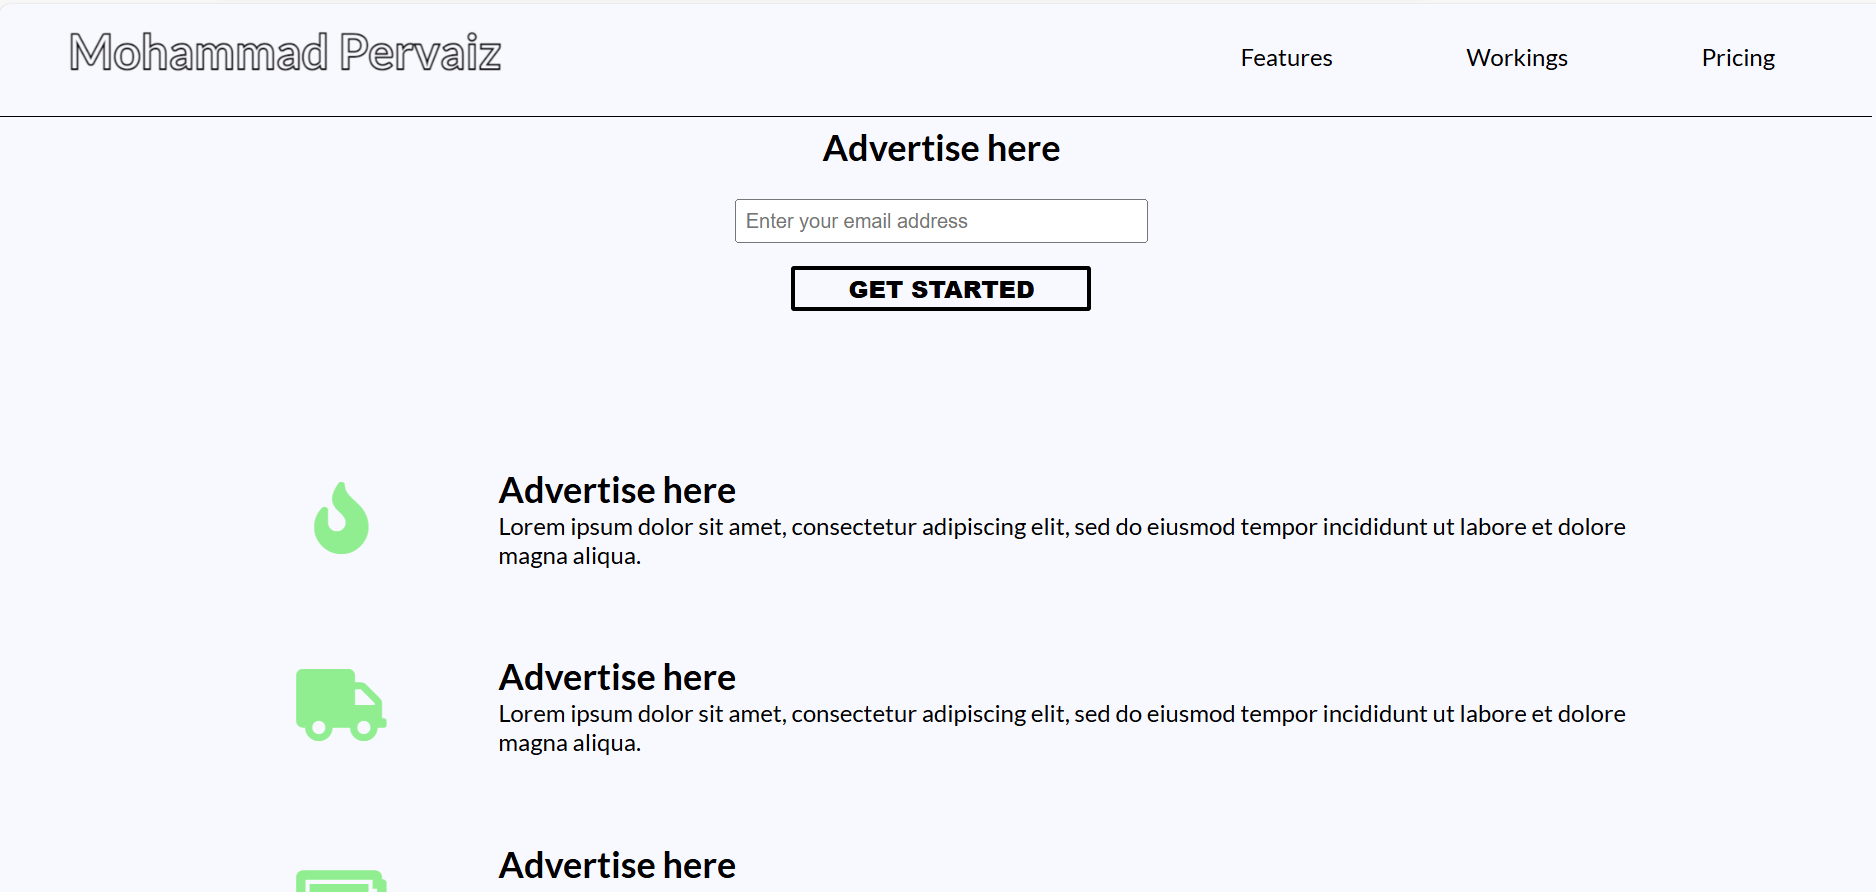 Mohammad Pervaiz
Features
Workings
Pricing
Advertise here
Enter your email address
GET STARTED
Advertise here
Lorem ipsum dolor sit amet, consectetur adipiscing elit, sed do eiusmod tempor incididunt ut labore et dolore
magna aliqua.
Advertise here
Lorem ipsum dolor sit amet, consectetur adipiscing elit, sed do eiusmod tempor incididunt ut labore et dolore
magna aliqua.
Advertise here